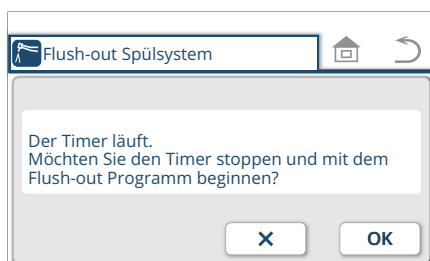 Flush-out Spülsystem
Der Timer läuft.
Möchten Sie den Timer stoppen und mit dem
Flush-out Programm beginnen?
OK